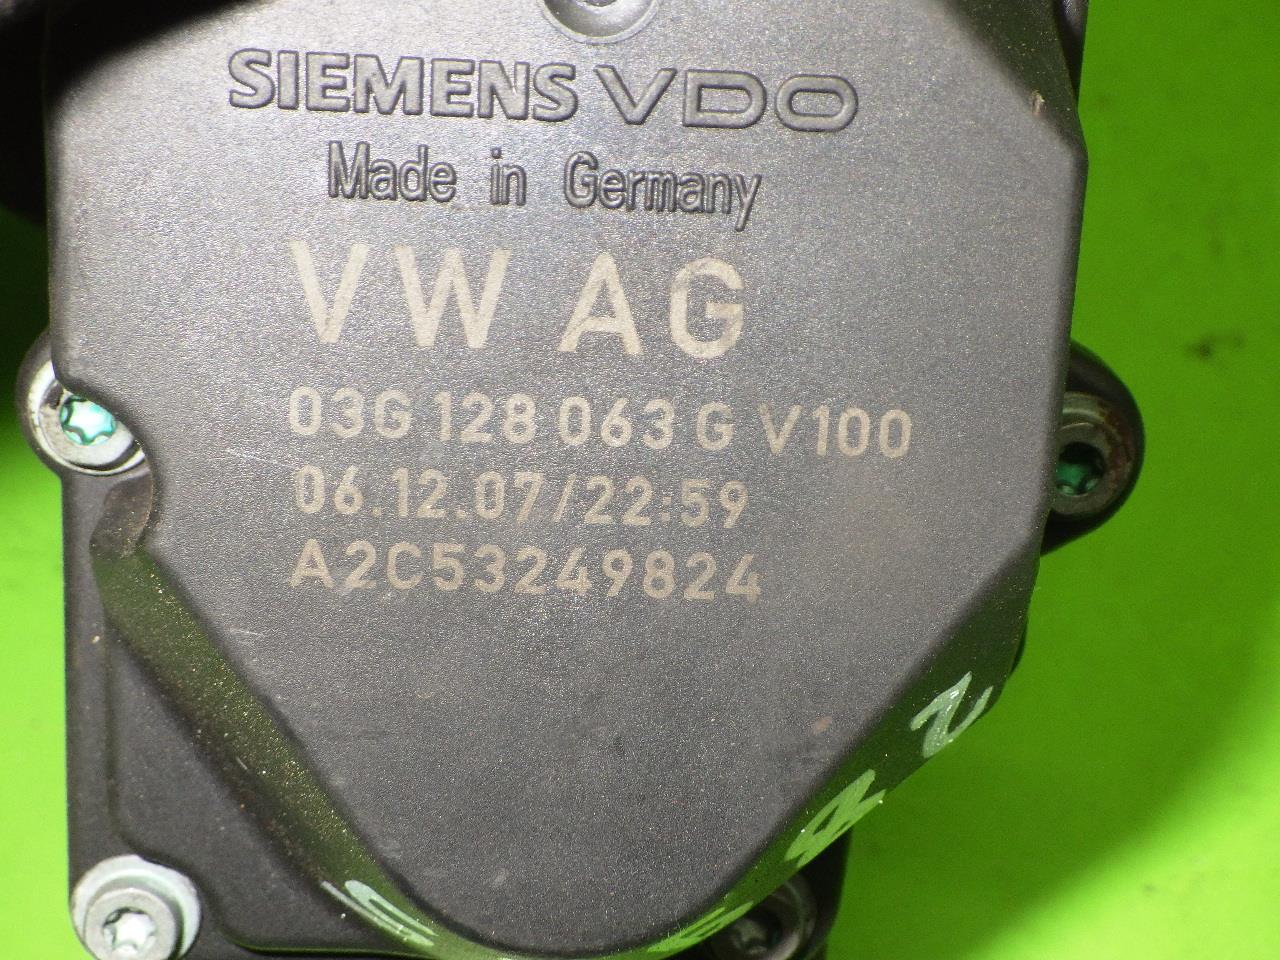 SIEMENS VDO
Made in Germany
VW AG
03G 128 063 G V100
06.12.07/22:59
A2C53249824